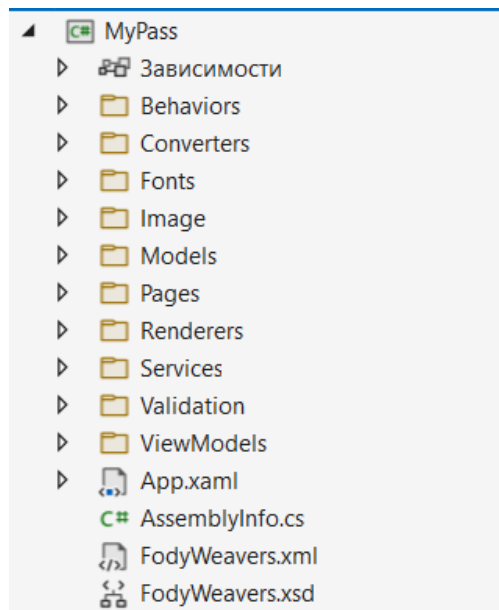 C# MyPass
Зависимости
Behaviors
Converters
Fonts
Image
Models
Pages
Renderers
Services
Validation
ViewModels
App.xaml
C# AssemblyInfo.cs
FodyWeavers.xml
FodyWeavers.xsd